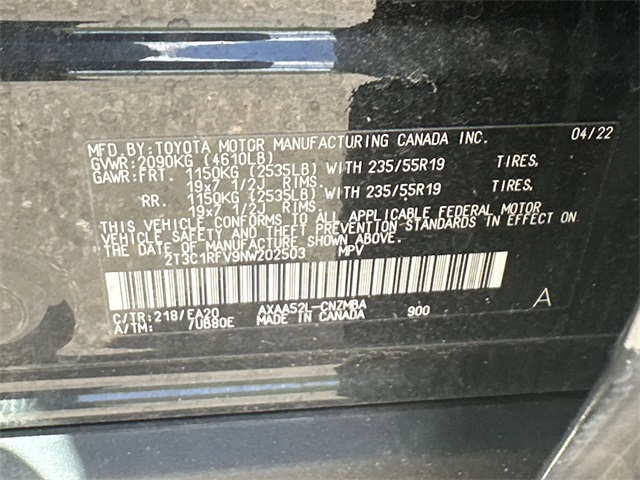 MFD. BY: TOYOTA MOTOR MANUFACTURING CANADA INC. 04/22
GVWR: 2090KG (4610LB)
GAWR: FRT. 1150KG (2535LB) WITH 235/55R19 TIRES,
19x7 1/2J RIMS.
RR. 1150KG (2535LB) WITH 235/55R19 TIRES,
19x7 1/2J RIMS.
THIS VEHICLE CONFORMS TO ALL APPLICABLE FEDERAL MOTOR
VEHICLE SAFETY AND THEFT PREVENTION STANDARDS IN EFFECT ON
THE DATE OF MANUFACTURE SHOWN ABOVE.
2T3C1RFV9NW202503 MPV
C/TR: 218/EA20 AXAA52L-CNZMBA 900 A
A/TM: /UB80E MADE IN CANADA